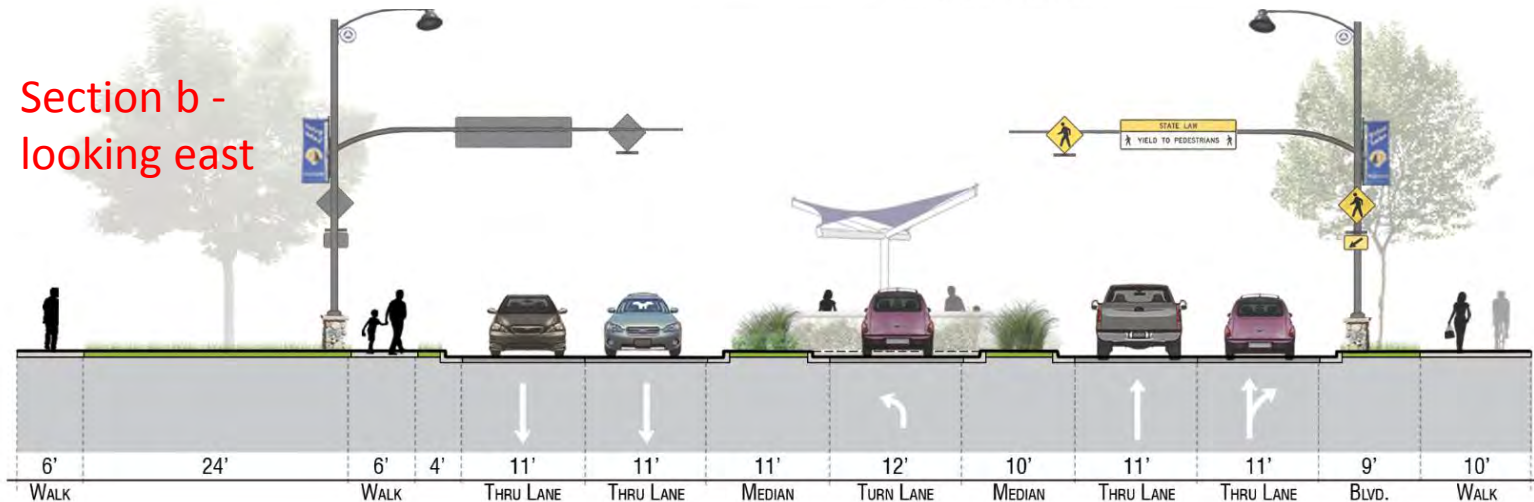 Section b -
looking east
STATE LAW
YIELD TO PEDESTRIANS
6' 24' 6' 4' 11' 11' 11' 12' 10' 11' 11' 9' 10'
WALK WALK THRU LANE THRU LANE MEDIAN TURN LANE MEDIAN THRU LANE THRU LANE BLVD. WALK